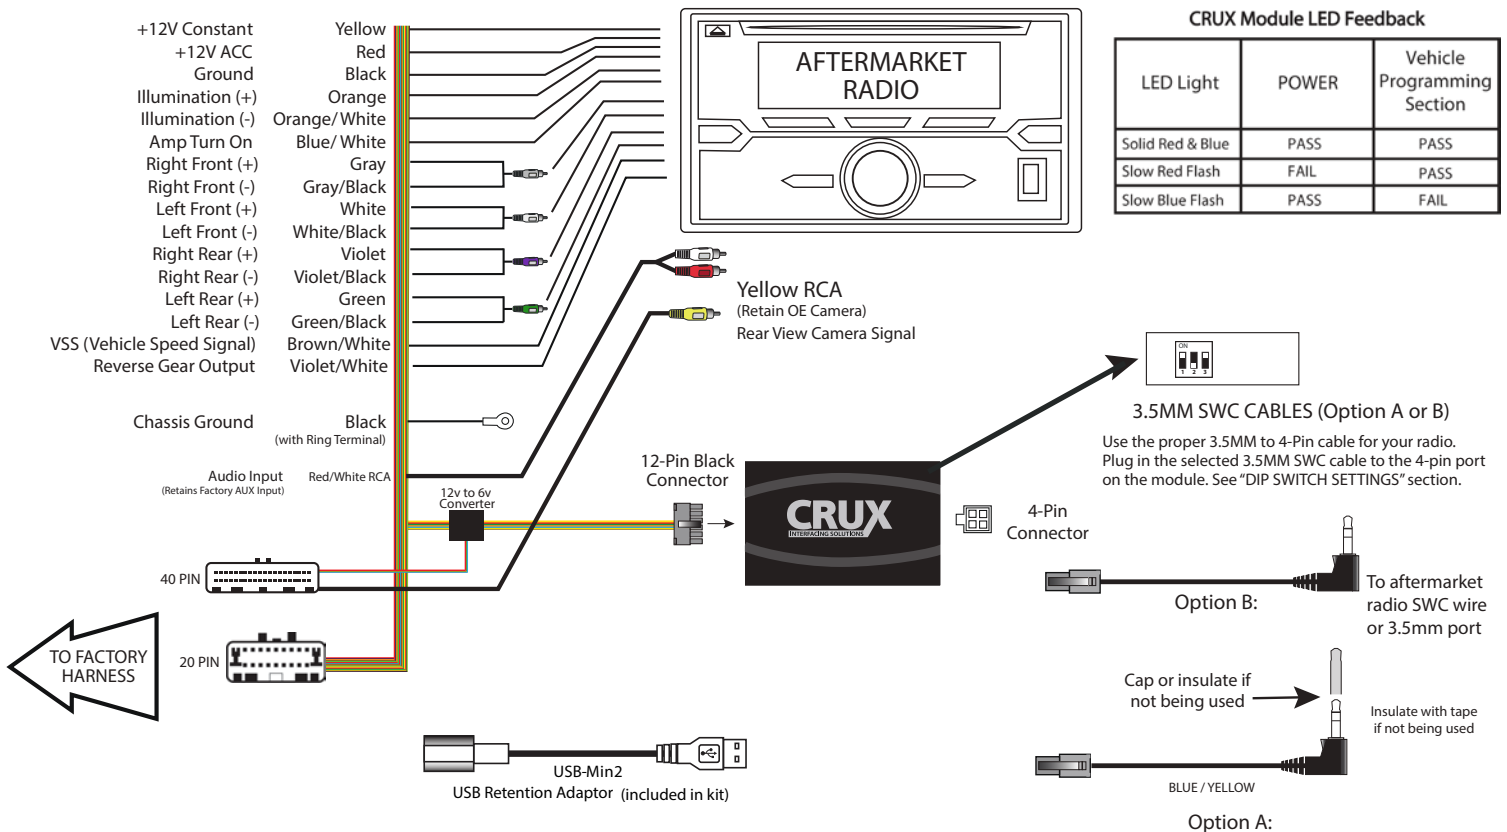 +12V Constant Yellow
+12V ACC Red
Ground Black
Illumination (+) Orange
Illumination (-) Orange/ White
Amp Turn On Blue/ White
Right Front (+) Gray
Right Front (-) Gray/Black
Left Front (+) White
Left Front (-) White/Black
Right Rear (+) Violet
Right Rear (-) Violet/Black
Left Rear (+) Green
Left Rear (-) Green/Black
VSS (Vehicle Speed Signal) Brown/White
Reverse Gear Output Violet/White
Chassis Ground Black
(with Ring Terminal)
Audio Input Red/White RCA
(Retains Factory AUX Input)
12v to 6v
Converter
40 PIN
20 PIN
TO FACTORY
HARNESS
AFTERMARKET
RADIO
Yellow RCA
(Retain OE Camera)
Rear View Camera Signal
12-Pin Black
Connector
CRUX
INTERFACING SOLUTIONS
4-Pin
Connector
USB-Min2
USB Retention Adaptor (included in kit)
CRUX Module LED Feedback
LED Light POWER Vehicle
Programming
Section
Solid Red & Blue PASS PASS
Slow Red Flash FAIL PASS
Slow Blue Flash PASS FAIL
ON
1 2 3
3.5MM SWC CABLES (Option A or B)
Use the proper 3.5MM to 4-Pin cable for your radio.
Plug in the selected 3.5MM SWC cable to the 4-pin port
on the module. See “DIP SWITCH SETTINGS” section.
Option B:
To aftermarket
radio SWC wire
or 3.5mm port
Cap or insulate if
not being used
Insulate with tape
if not being used
BLUE / YELLOW
Option A: